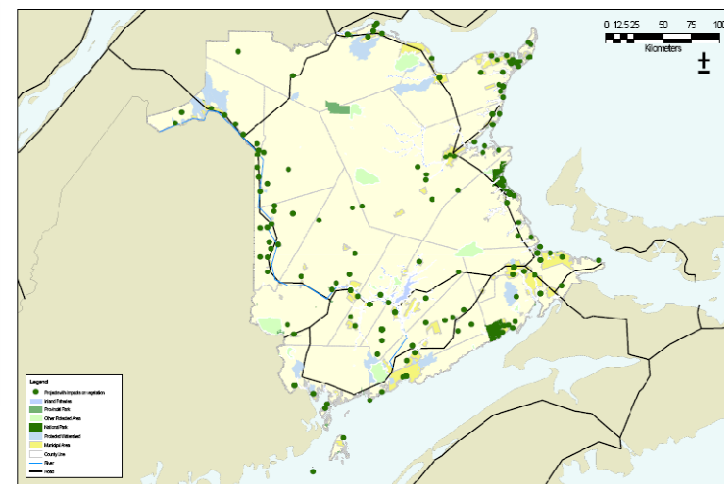 0 12.5 25 50 75 100
Kilometers
Legend
Projects with impacts on vegetation
Inland Fisheries
Provincial Park
Other Protected Area
National Park
Protected Watershed
Municipal Area
County Line
River
Road